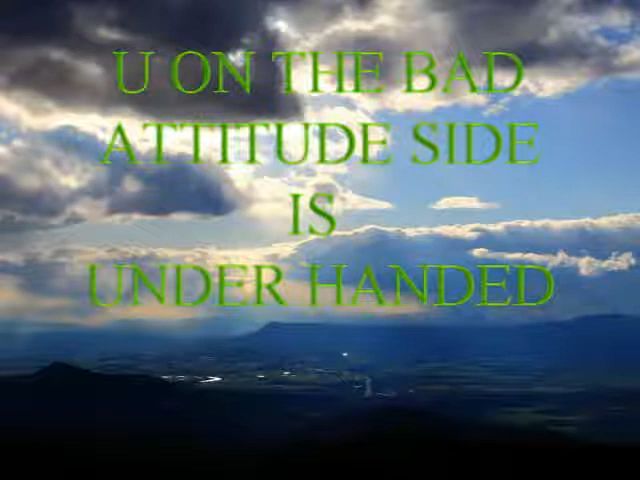 U ON THE BAD
ATTITUDE SIDE
IS
UNDER HANDED